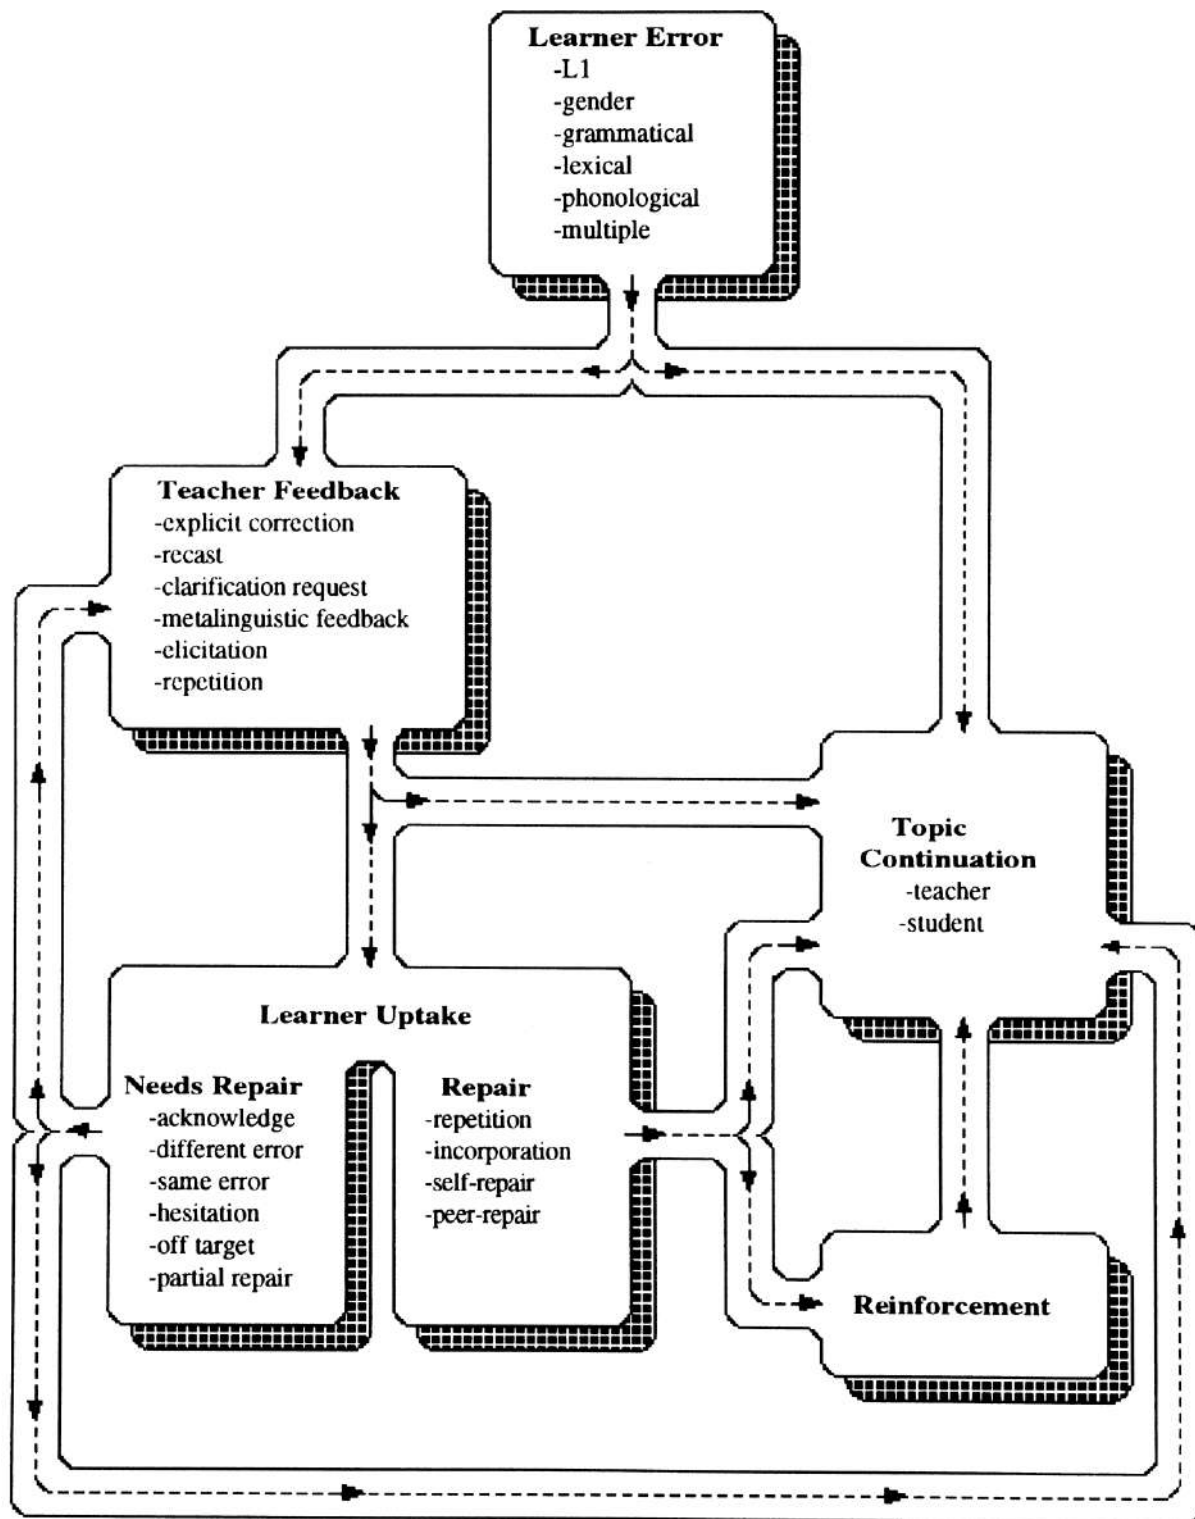 Learner Error
-L1
-gender
-grammatical
-lexical
-phonological
-multiple
Teacher Feedback
-explicit correction
-recast
-clarification request
-metalinguistic feedback
-elicitation
-repetition
Topic
Continuation
-teacher
-student
Learner Uptake
Needs Repair
-acknowledge
-different error
-same error
-hesitation
-off target
-partial repair
Repair
-repetition
-incorporation
-self-repair
-peer-repair
Reinforcement